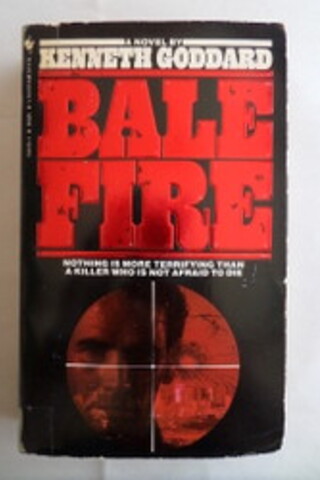 A NOVEL BY
KENNETH GODDARD
BALE
FIRE
NOTHING IS MORE TERRIFYING THAN
A KILLER WHO IS NOT AFRAID TO DIE